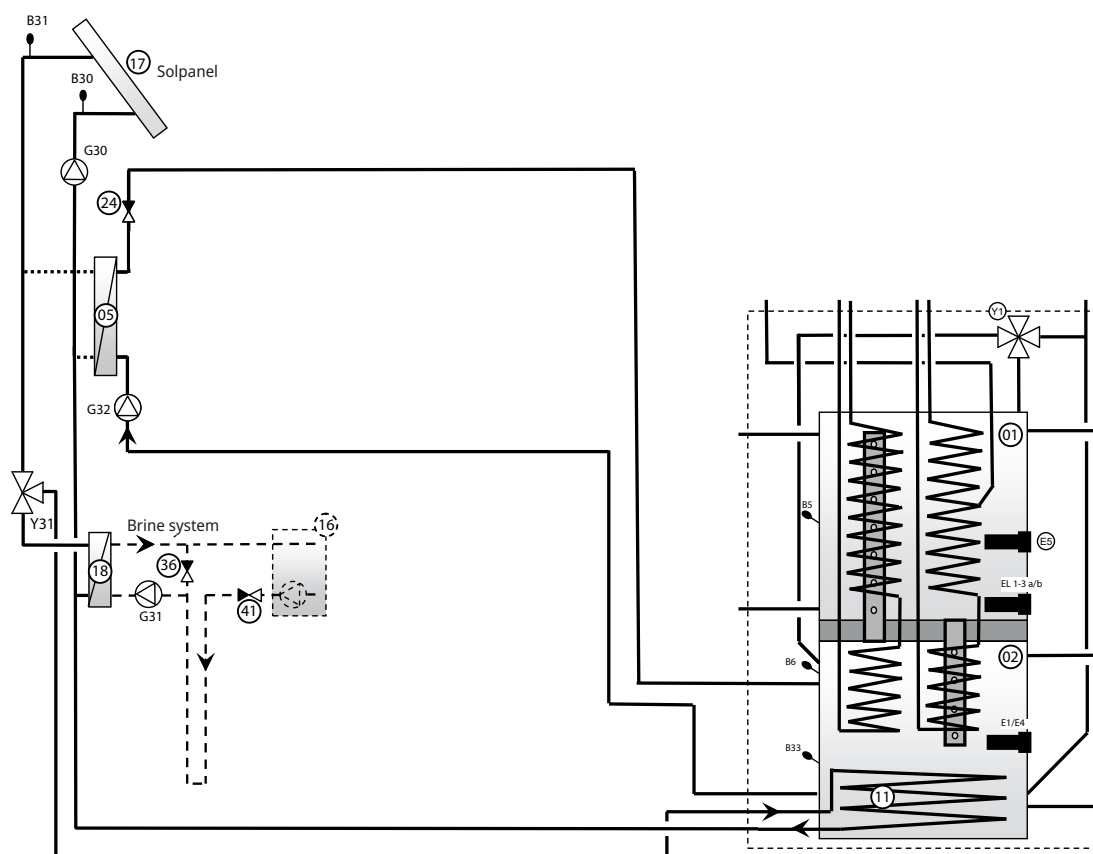 B31
17
Solpanel
B30
G30
24
05
G32
Y1
01
B5
E5
Y31
Brine system
16
36
18
EL 1-3 a/b
41
G31
02
B6
E1/E4
B33
11